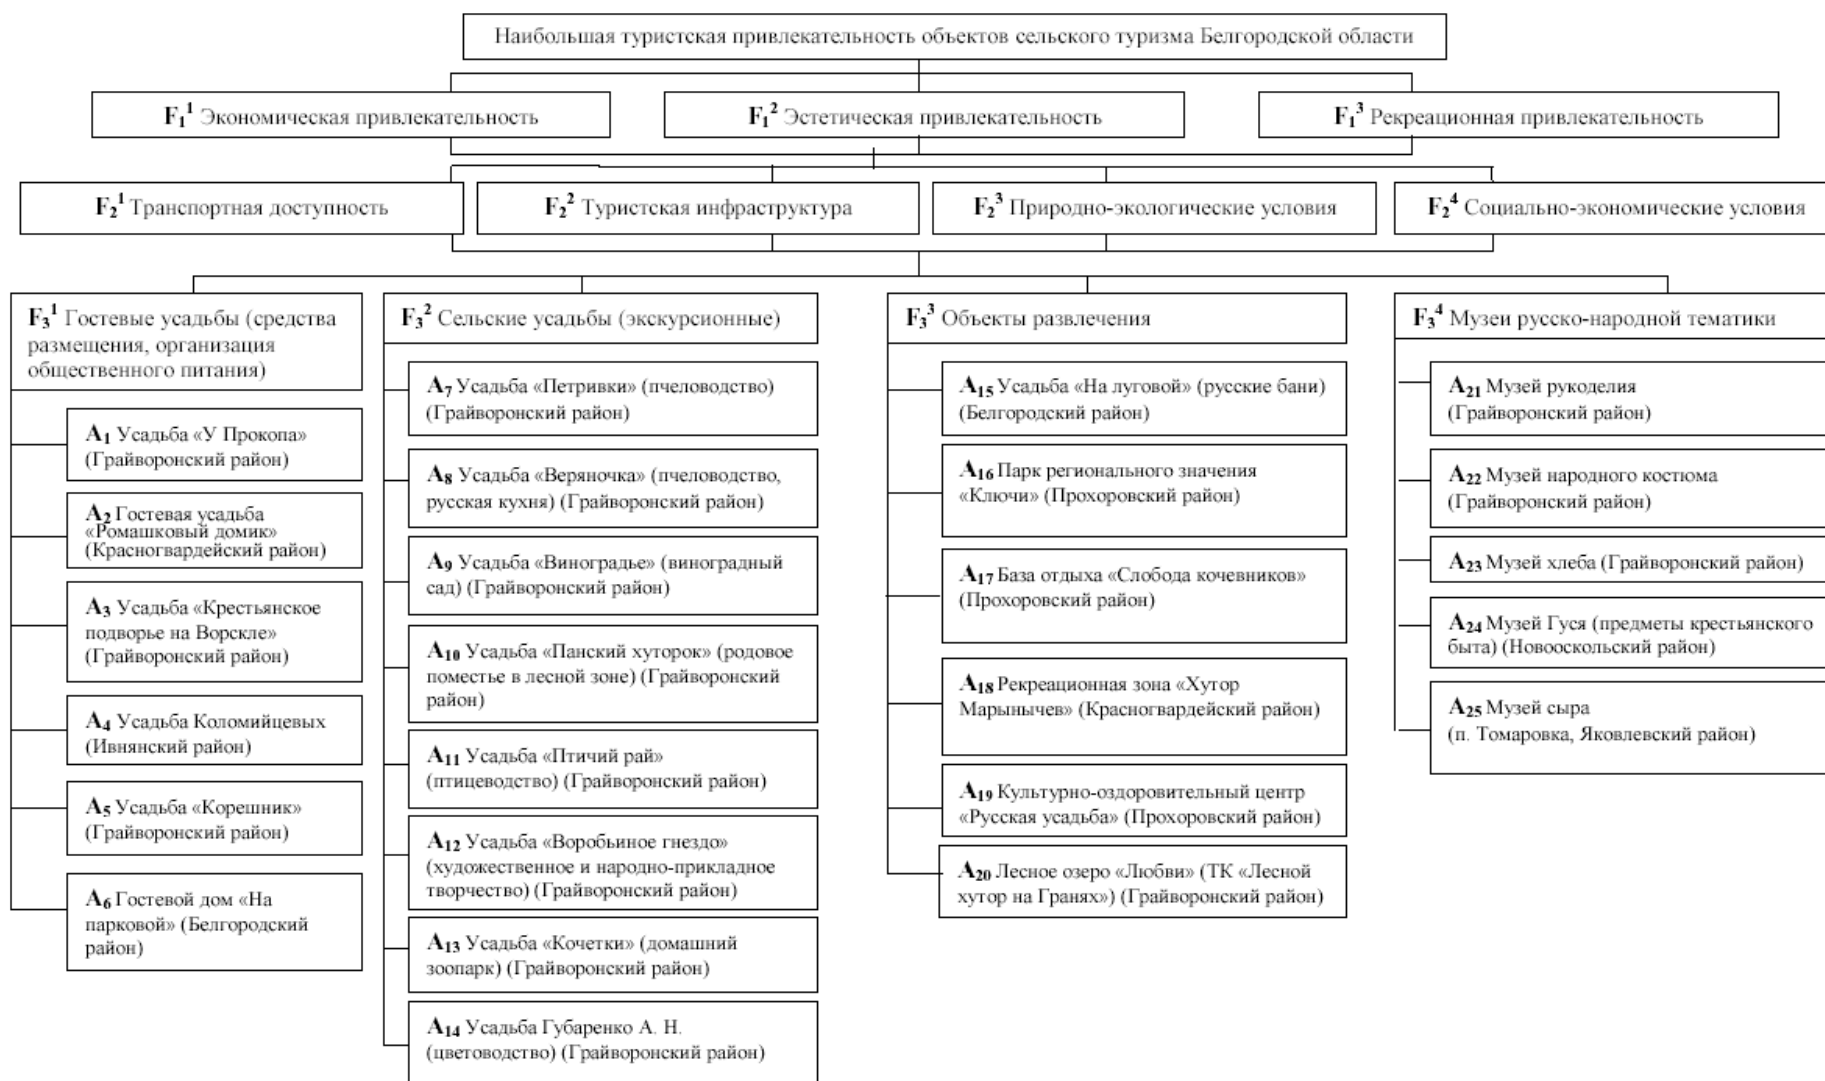 Наибольшая туристская привлекательность объектов сельского туризма Белгородской области
F₁¹ Экономическая привлекательность
F₁² Эстетическая привлекательность
F₁³ Рекреационная привлекательность
F₂¹ Транспортная доступность
F₂² Туристская инфраструктура
F₂³ Природно-экологические условия
F₂⁴ Социально-экономические условия
F₃¹ Гостевые усадьбы (средства
размещения, организация
общественного питания)
A₁ Усадьба «У Прокопа»
(Грайворонский район)
A₂ Гостевая усадьба
«Ромашковый домик»
(Красногвардейский район)
A₃ Усадьба «Крестьянское
подворье на Ворскле»
(Грайворонский район)
A₄ Усадьба Коломийцевых
(Ивнянский район)
A₅ Усадьба «Корешник»
(Грайворонский район)
A₆ Гостевой дом «На
парковой» (Белгородский
район)
F₃² Сельские усадьбы (экскурсионные)
A₇ Усадьба «Петривки» (пчеловодство)
(Грайворонский район)
A₈ Усадьба «Веряночка» (пчеловодство,
русская кухня) (Грайворонский район)
A₉ Усадьба «Виноградье» (виноградный
сад) (Грайворонский район)
A₁₀ Усадьба «Панский хуторок» (родовое
поместье в лесной зоне) (Грайворонский
район)
A₁₁ Усадьба «Птичий рай»
(птицеводство) (Грайворонский район)
A₁₂ Усадьба «Воробьиное гнездо»
(художественное и народно-прикладное
творчество) (Грайворонский район)
A₁₃ Усадьба «Кочетки» (домашний
зоопарк) (Грайворонский район)
A₁₄ Усадьба Губаренко А. Н.
(цветоводство) (Грайворонский район)
F₃³ Объекты развлечения
A₁₅ Усадьба «На луговой» (русские бани)
(Белгородский район)
A₁₆ Парк регионального значения
«Ключи» (Прохоровский район)
A₁₇ База отдыха «Слобода кочевников»
(Прохоровский район)
A₁₈ Рекреационная зона «Хутор
Марынычев» (Красногвардейский район)
A₁₉ Культурно-оздоровительный центр
«Русская усадьба» (Прохоровский район)
A₂₀ Лесное озеро «Любви» (ТК «Лесной
хутор на Гранях») (Грайворонский район)
F₃⁴ Музеи русско-народной тематики
A₂₁ Музей рукоделия
(Грайворонский район)
A₂₂ Музей народного костюма
(Грайворонский район)
A₂₃ Музей хлеба (Грайворонский район)
A₂₄ Музей Гуся (предметы крестьянского
быта) (Новооскольский район)
A₂₅ Музей сыра
(п. Томаровка, Яковлевский район)